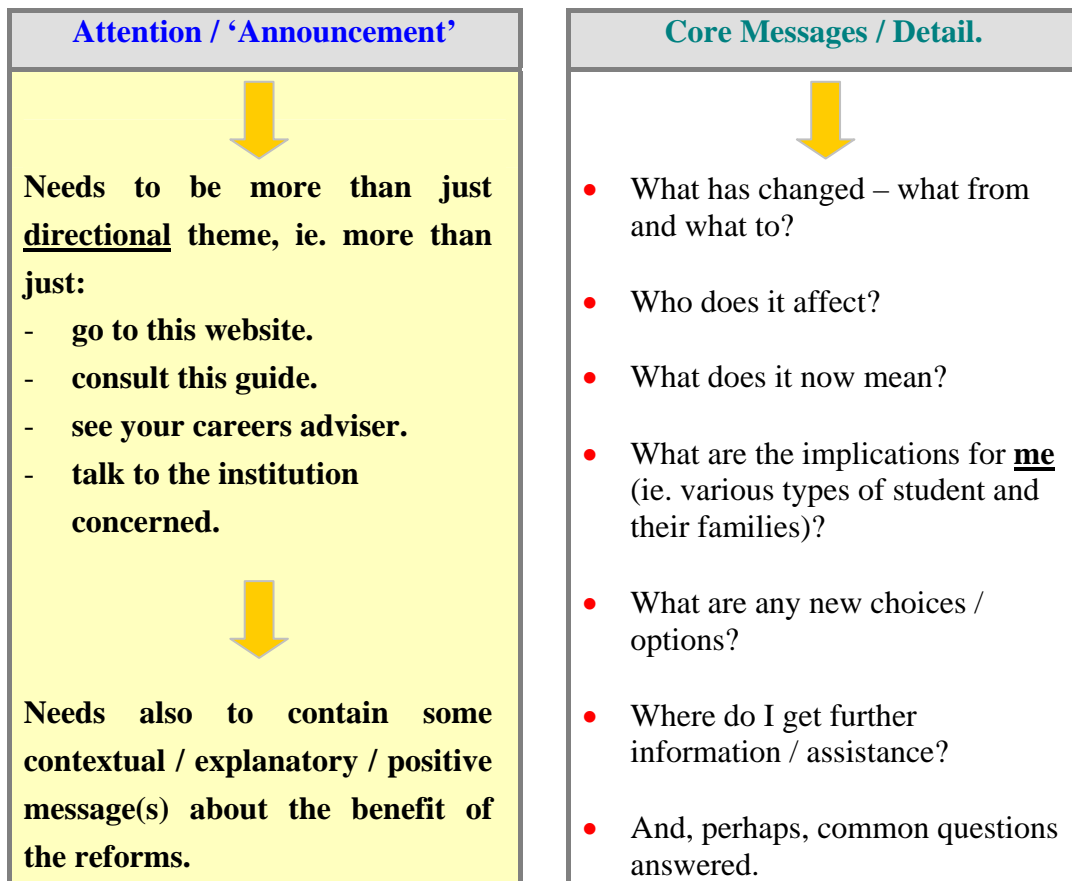 Attention / ‘Announcement’
Needs to be more than just
directional theme, ie. more than
just:
- go to this website.
- consult this guide.
- see your careers adviser.
- talk to the institution
concerned.
Needs also to contain some
contextual / explanatory / positive
message(s) about the benefit of
the reforms.
Core Messages / Detail.
• What has changed – what from
and what to?
• Who does it affect?
• What does it now mean?
• What are the implications for me
(ie. various types of student and
their families)?
• What are any new choices /
options?
• Where do I get further
information / assistance?
• And, perhaps, common questions
answered.